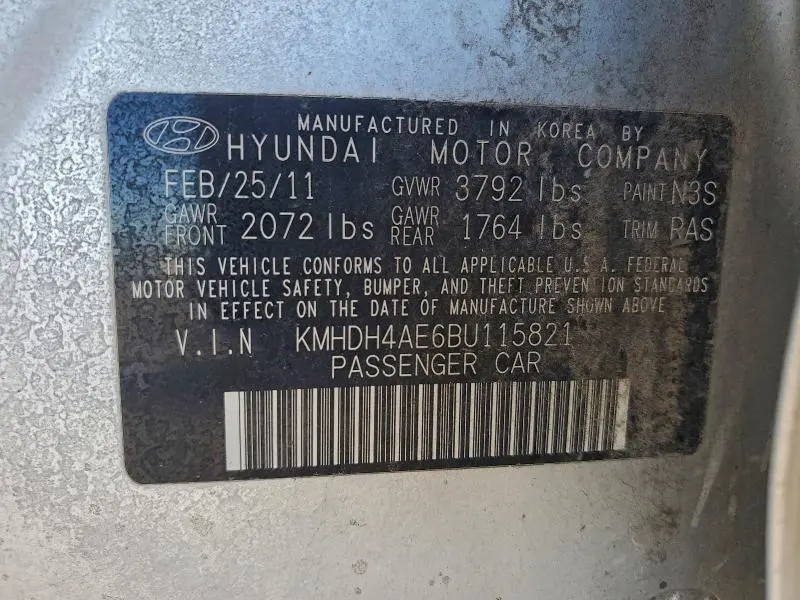 MANUFACTURED IN KOREA BY
HYUNDAI MOTOR COMPANY
FEB/25/11 GVWR 3792 lbs PAINT N3S
GAWR FRONT 2072 lbs GAWR REAR 1764 lbs TRIM RAS
THIS VEHICLE CONFORMS TO ALL APPLICABLE U.S.A. FEDERAL
MOTOR VEHICLE SAFETY, BUMPER, AND THEFT PREVENTION STANDARDS
IN EFFECT ON THE DATE OF MANUFACTURE SHOWN ABOVE
V.I.N KMHDH4AE6BU115821
PASSENGER CAR